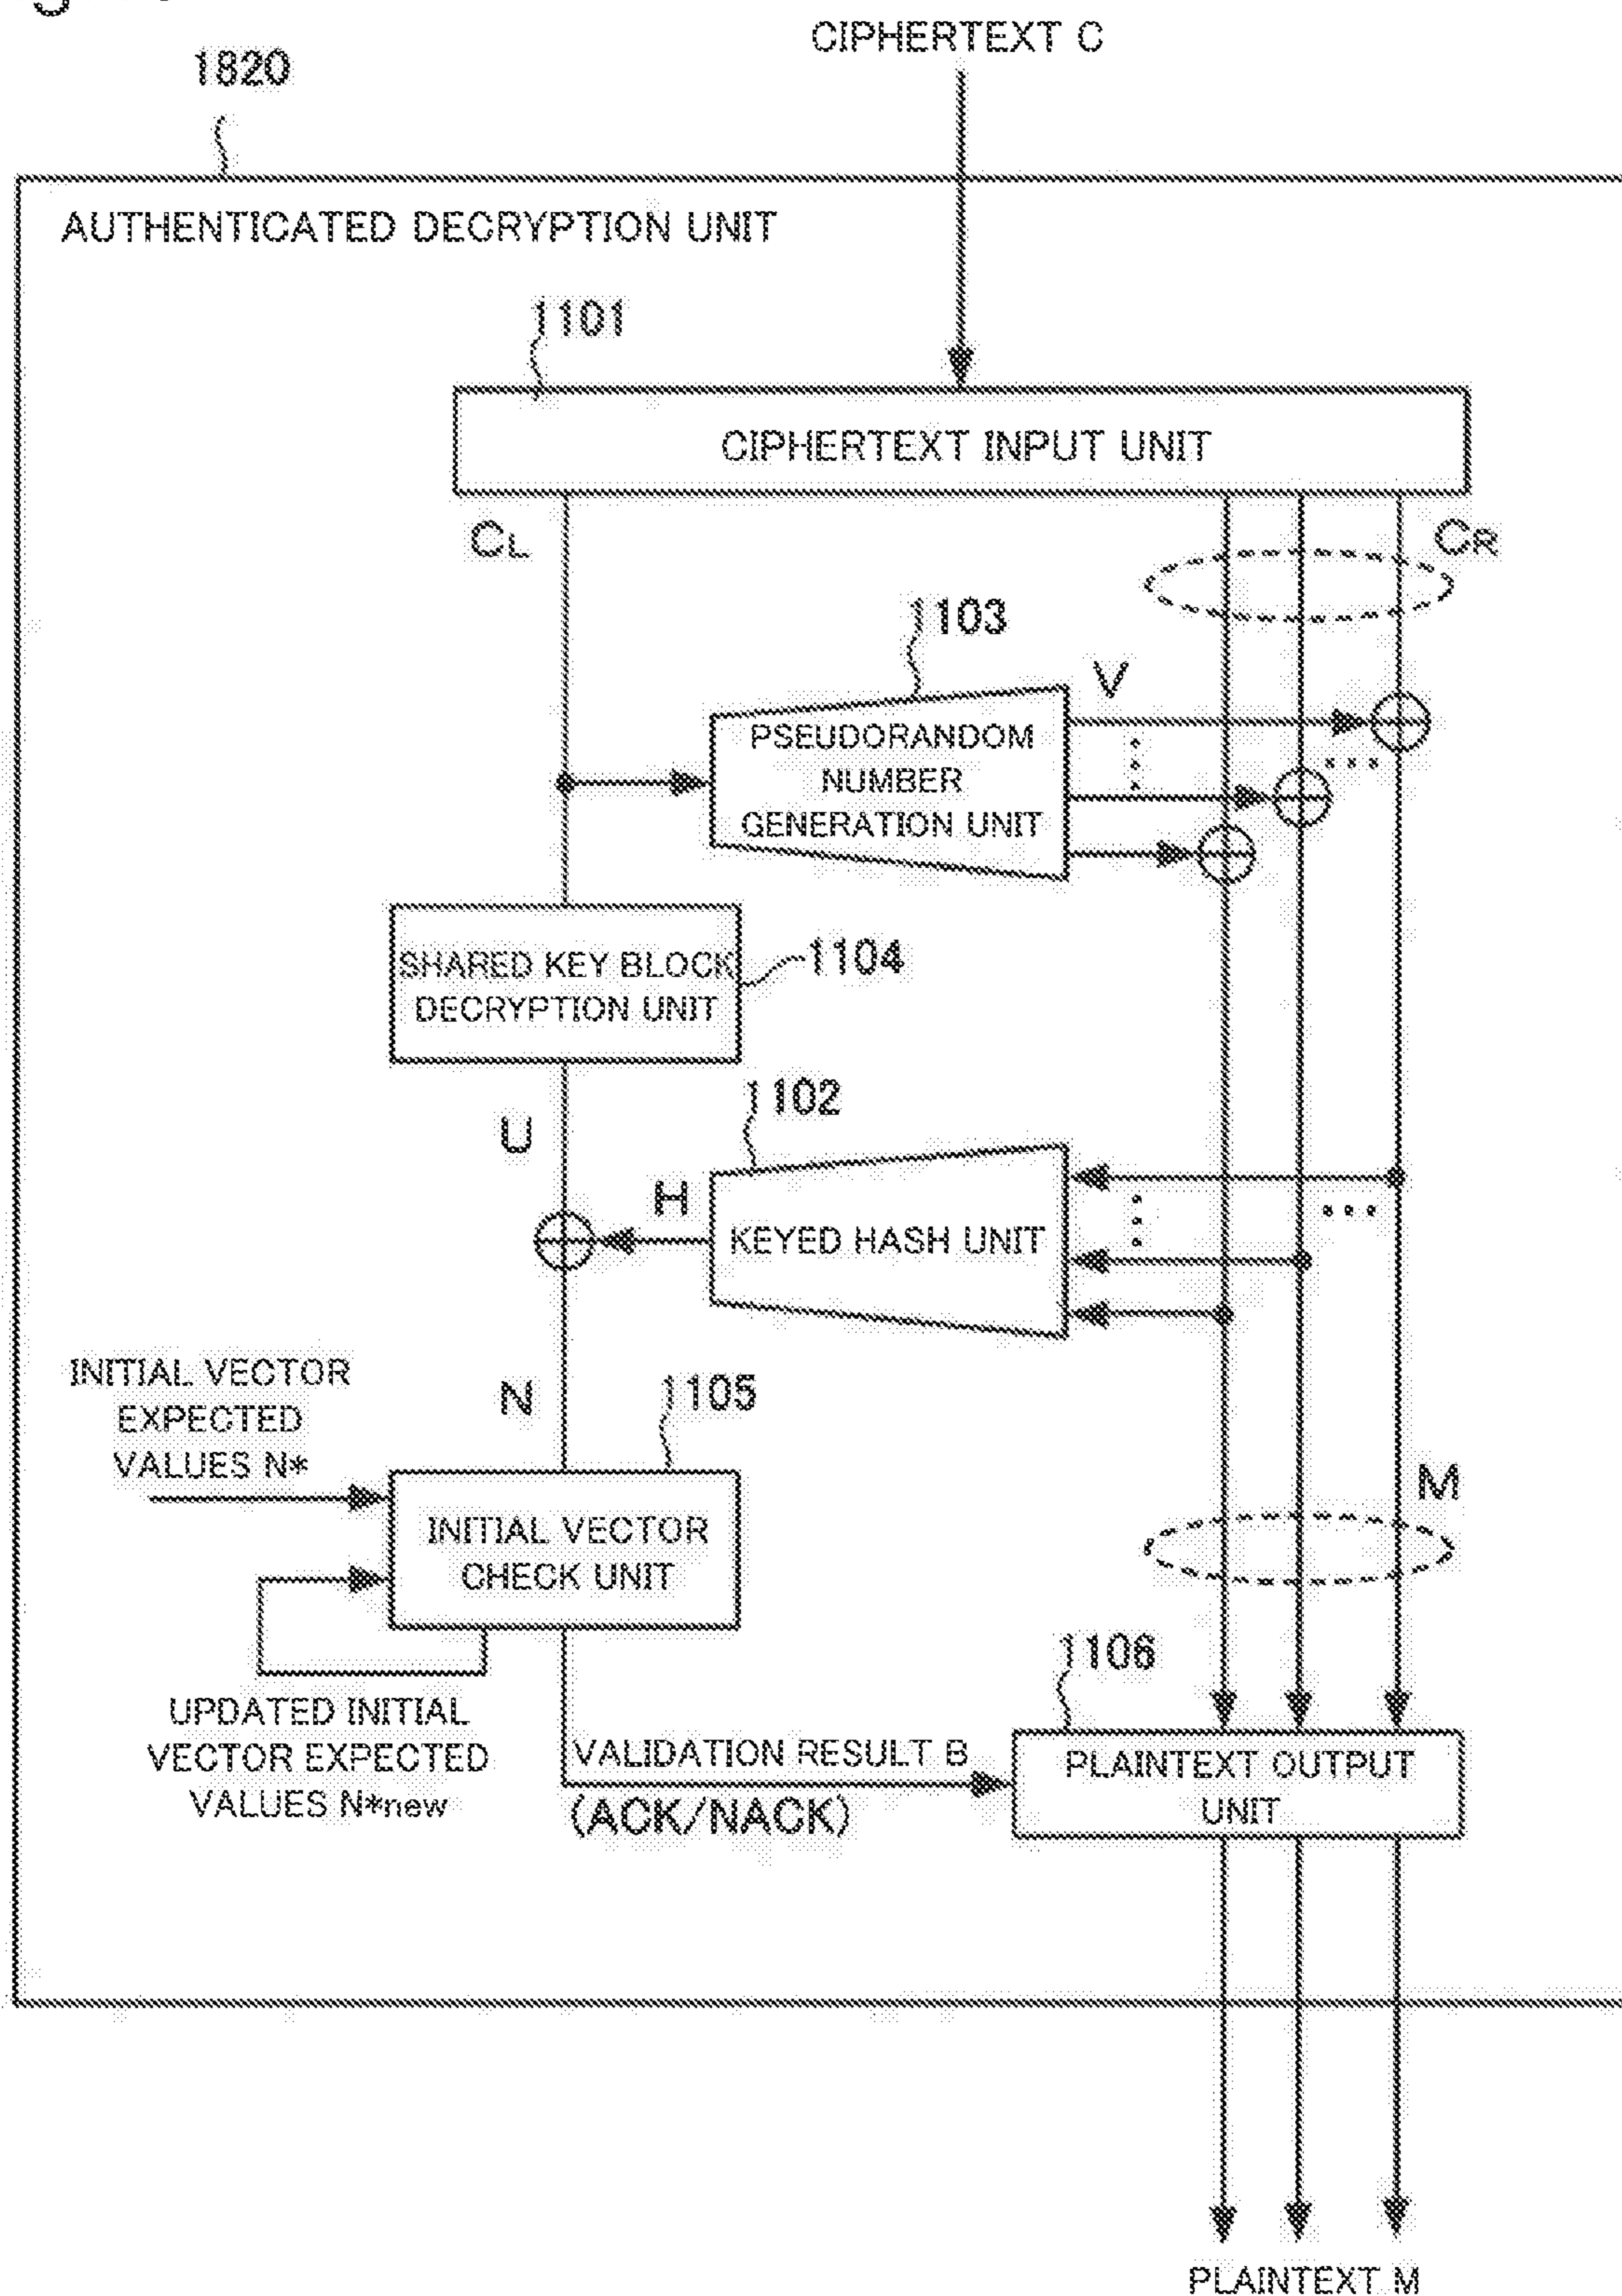 1820
CIPHERTEXT C
AUTHENTICATED DECRYPTION UNIT
1101
CIPHERTEXT INPUT UNIT
CL
CR
1103
V
PSEUDORANDOM
NUMBER
GENERATION UNIT
SHARED KEY BLOCK
DECRYPTION UNIT
1104
U
1102
H
KEYED HASH UNIT
INITIAL VECTOR
EXPECTED
VALUES N*
N
1105
INITIAL VECTOR
CHECK UNIT
M
UPDATED INITIAL
VECTOR EXPECTED
VALUES N*new
VALIDATION RESULT B
(ACK/NACK)
1106
PLAINTEXT OUTPUT
UNIT
PLAINTEXT M